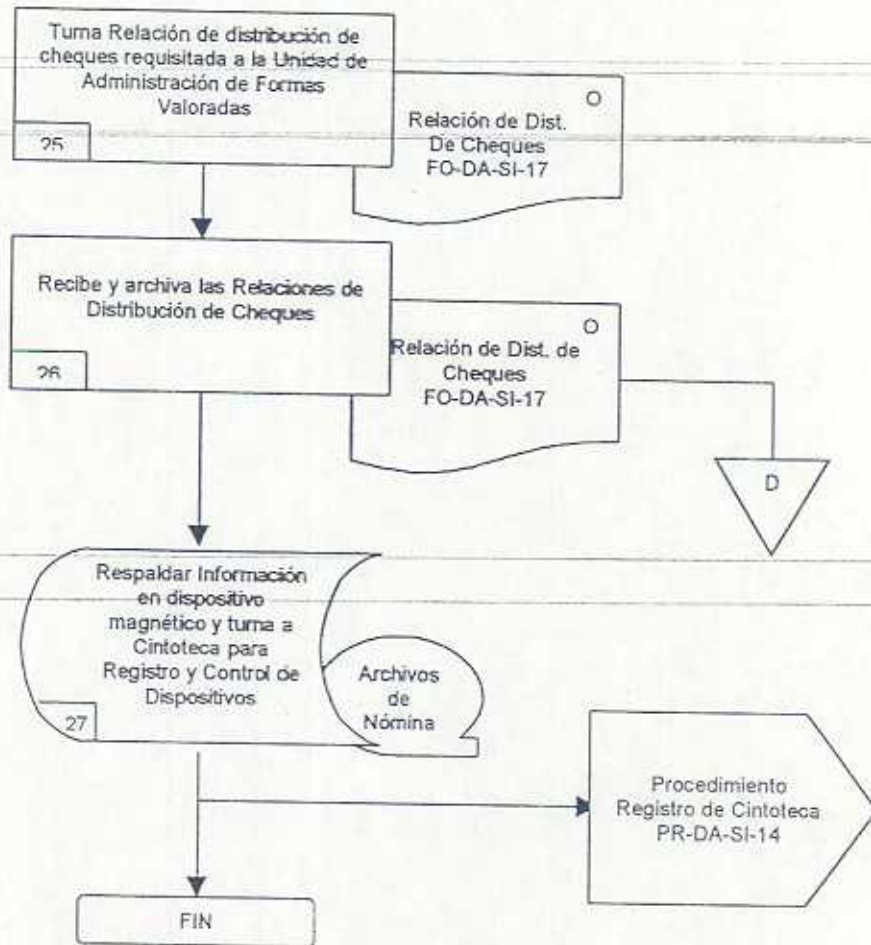 Turna Relación de distribución de
cheques requisitada a la Unidad de
Administración de Formas
Valoradas
25
O
Relación de Dist.
De Cheques
FO-DA-SI-17
Recibe y archiva las Relaciones de
Distribución de Cheques
26
O
Relación de Dist. de
Cheques
FO-DA-SI-17
D
Respaldar Información
en dispositivo
magnético y turna a
Cintoteca para
Registro y Control de
Dispositivos
27
Archivos
de
Nómina
Procedimiento
Registro de Cintoteca
PR-DA-SI-14
FIN